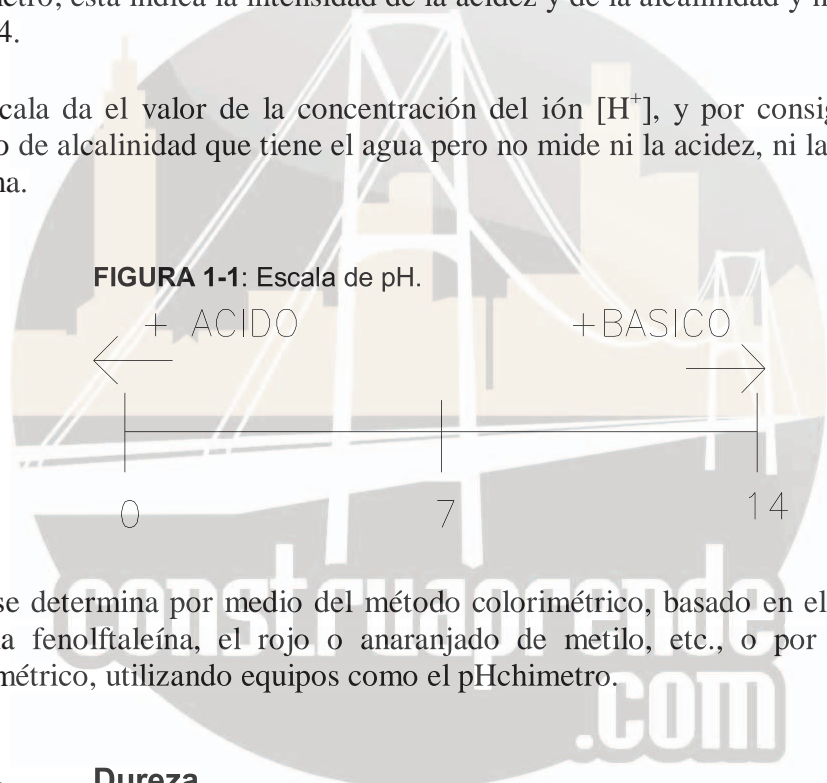 esta indica la intensidad de la acidez y de la alcalinidad y
4.
cala da el valor de la concentración del ión [H⁺], y por consig
o de alcalinidad que tiene el agua pero no mide ni la acidez, ni la
na.
FIGURA 1-1: Escala de pH.
+ ACIDO +BASICO
0 7 14
se determina por medio del método colorimétrico, basado en el
la fenolftaleína, el rojo o anaranjado de metilo, etc., o por
métrico, utilizando equipos como el pHchimetro.
construaprende
.com
Dureza